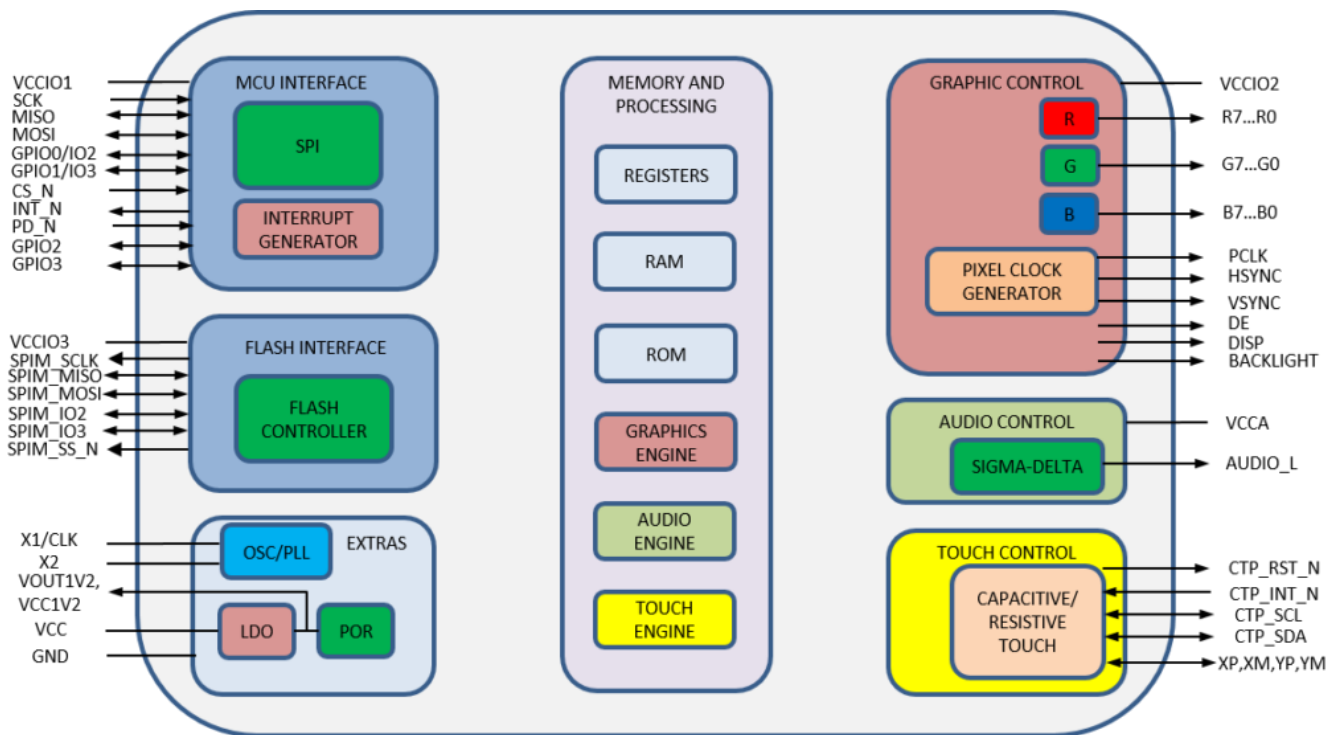 VCCIO1
SCK
MISO
MOSI
GPIO0/IO2
GPIO1/IO3
CS_N
INT_N
PD_N
GPIO2
GPIO3
MCU INTERFACE
SPI
INTERRUPT
GENERATOR
VCCIO3
SPIM_SCLK
SPIM_MISO
SPIM_MOSI
SPIM_IO2
SPIM_IO3
SPIM_SS_N
FLASH INTERFACE
FLASH
CONTROLLER
X1/CLK
X2
VOUT1V2,
VCC1V2
VCC
GND
OSC/PLL
EXTRAS
LDO
POR
MEMORY AND
PROCESSING
REGISTERS
RAM
ROM
GRAPHICS
ENGINE
AUDIO
ENGINE
TOUCH
ENGINE
GRAPHIC CONTROL
R
G
B
PIXEL CLOCK
GENERATOR
VCCIO2
R7...R0
G7...G0
B7...B0
PCLK
HSYNC
VSYNC
DE
DISP
BACKLIGHT
AUDIO CONTROL
SIGMA-DELTA
VCCA
AUDIO_L
TOUCH CONTROL
CAPACITIVE/
RESISTIVE
TOUCH
CTP_RST_N
CTP_INT_N
CTP_SCL
CTP_SDA
XP,XM,YP,YM